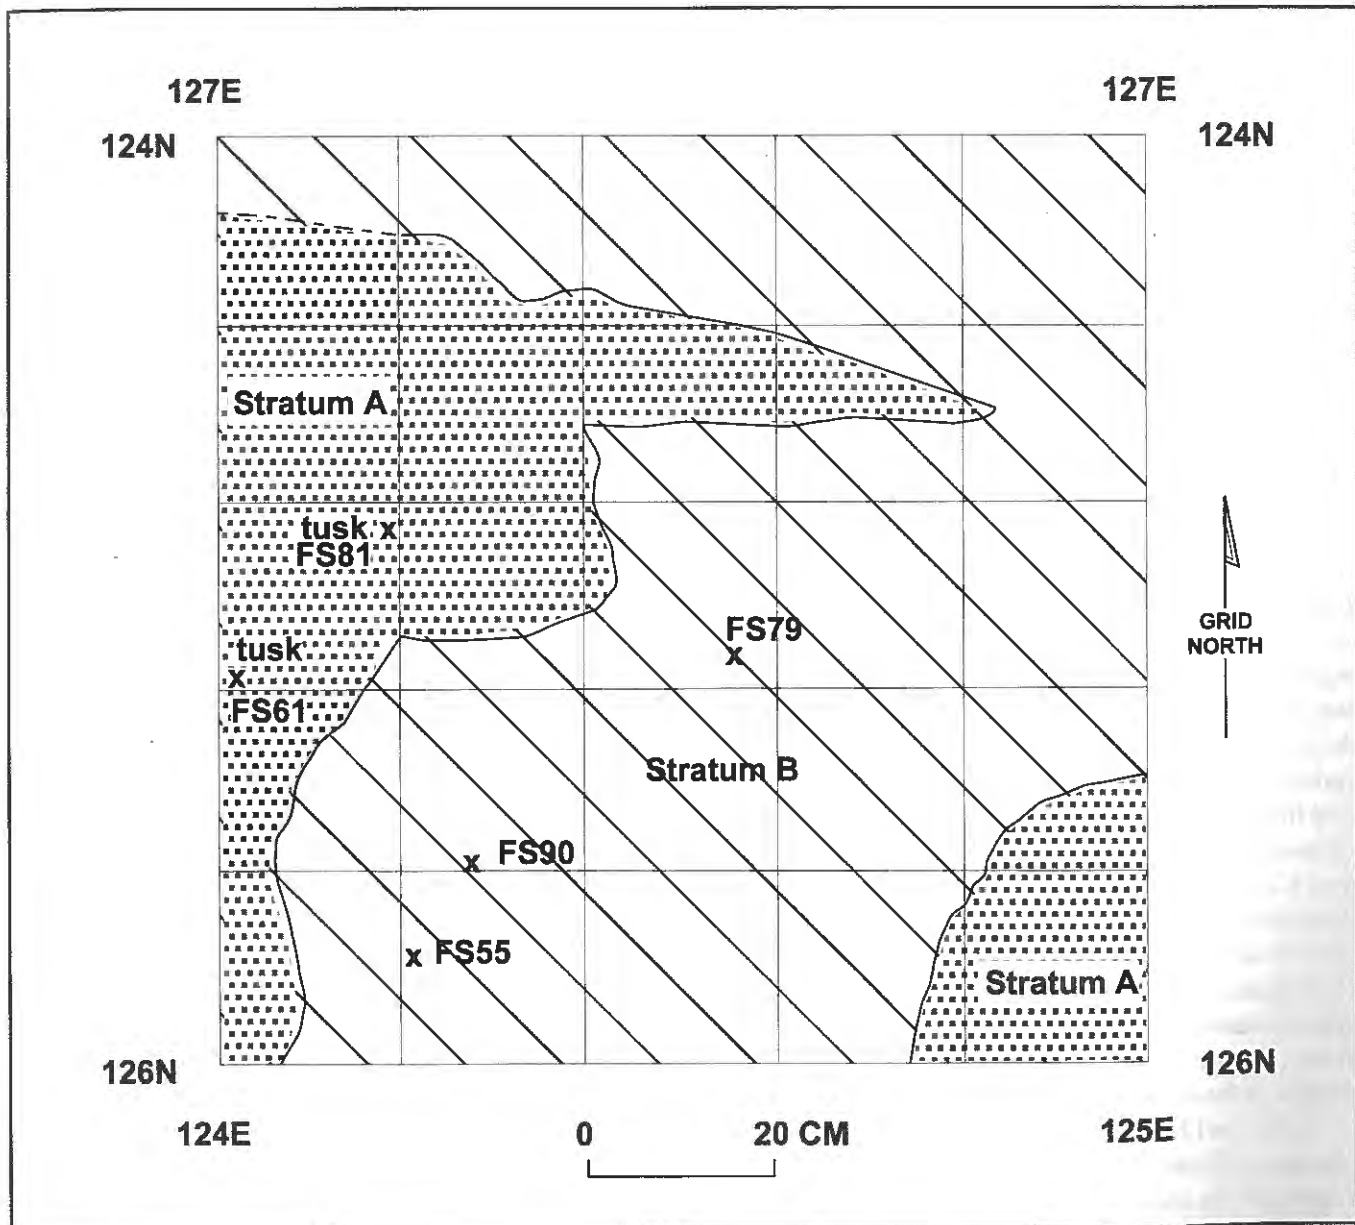 127E 127E
124N 124N
Stratum A
tusk x
FS81
FS79
x
GRID
NORTH
tusk
x
FS61
Stratum B
x FS90
x FS55
Stratum A
126N 126N
124E 0 20 CM 125E